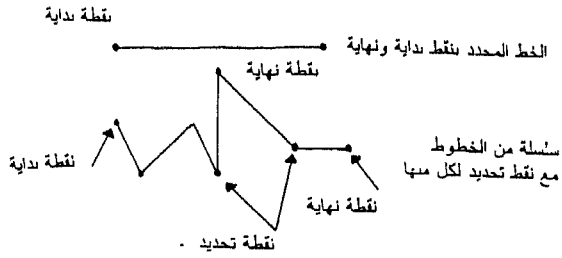 نقطة بداية
الخط المحدد بنقط بداية ونهاية
نقطة نهاية
سلسلة من الخطوط
مع نقط تحديد لكل منها
نقطة بداية
نقطة نهاية
نقطة تحديد .